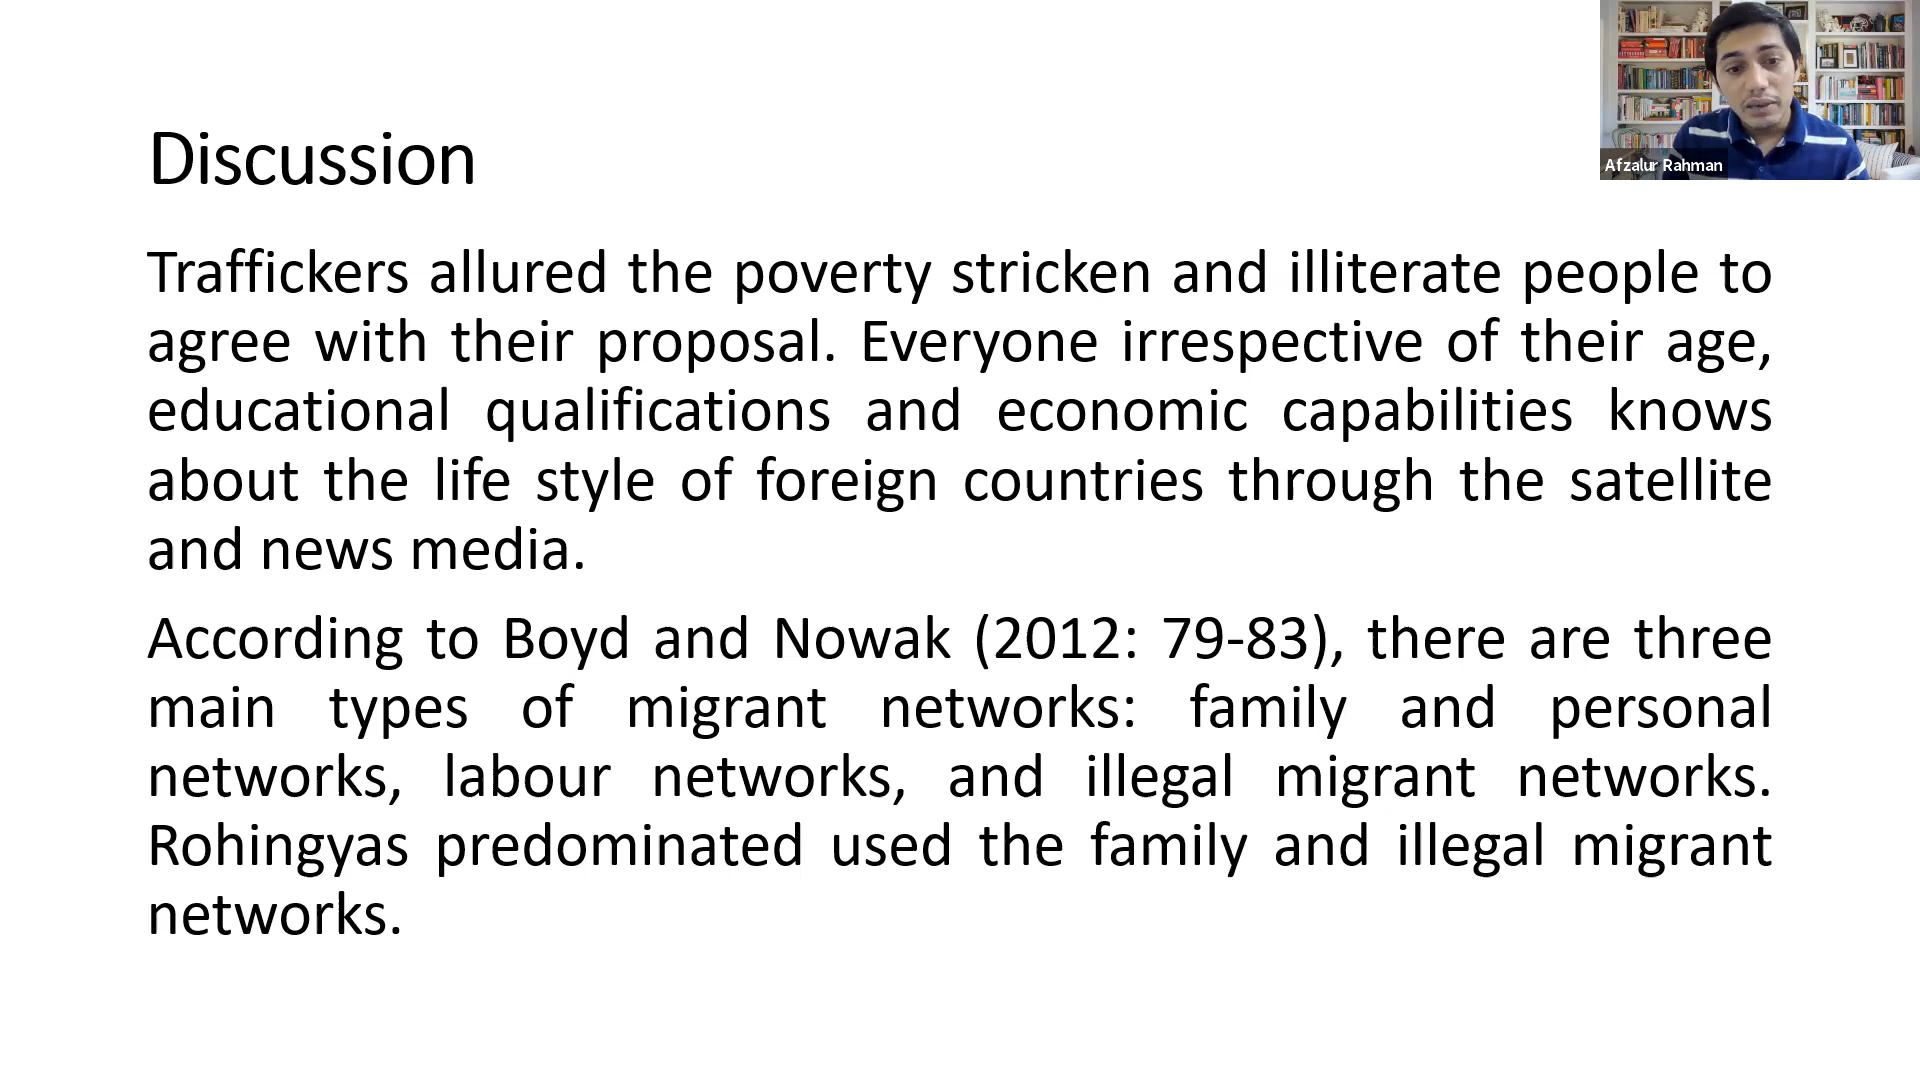 Discussion
Afzalur Rahman
Traffickers allured the poverty stricken and illiterate people to
agree with their proposal. Everyone irrespective of their age,
educational qualifications and economic capabilities knows
about the life style of foreign countries through the satellite
and news media.
According to Boyd and Nowak (2012: 79-83), there are three
main types of migrant networks: family and personal
networks, labour networks, and illegal migrant networks.
Rohingyas predominated used the family and illegal migrant
networks.